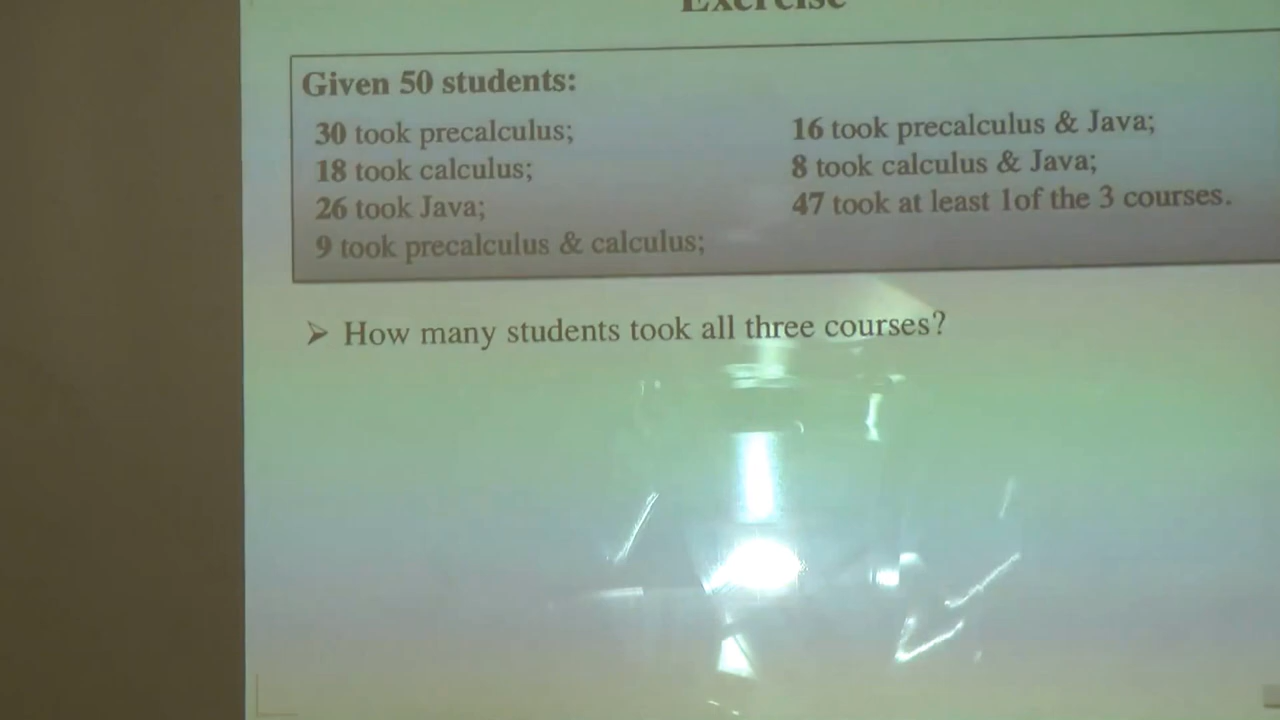 Exercise
Given 50 students:
30 took precalculus;
18 took calculus;
26 took Java;
9 took precalculus & calculus;
16 took precalculus & Java;
8 took calculus & Java;
47 took at least 1of the 3 courses.
➢ How many students took all three courses?